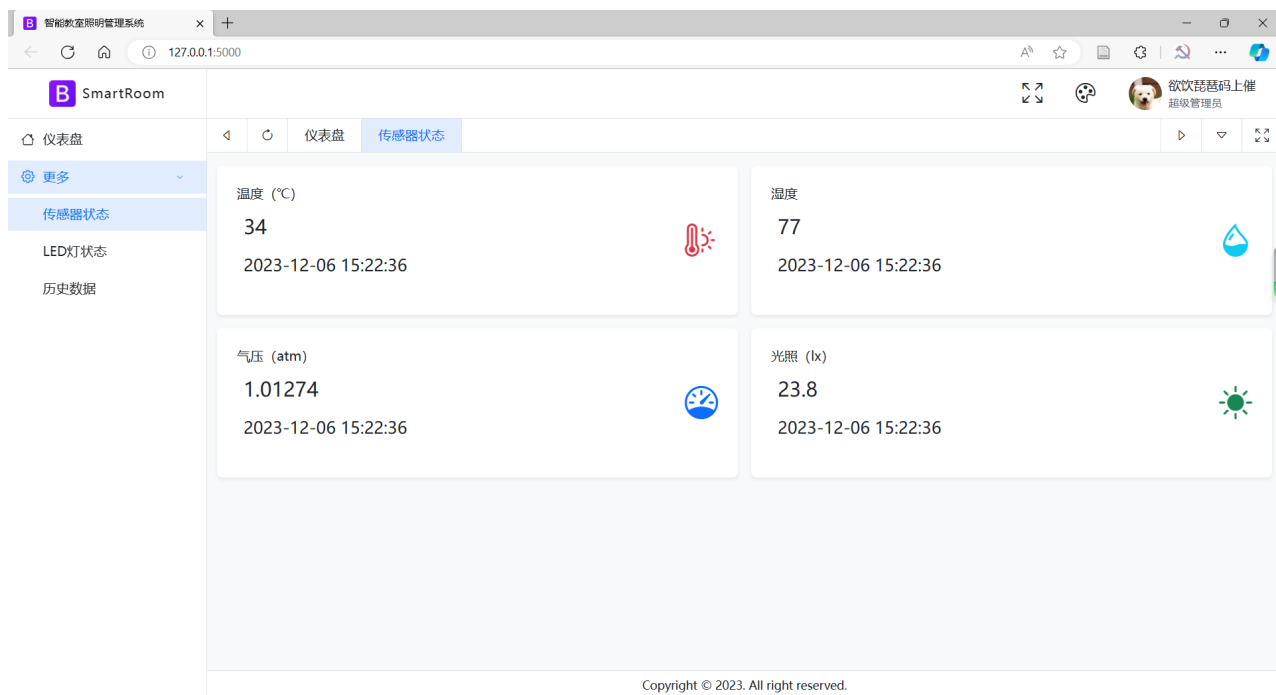 B 智能教室照明管理系统
127.0.0.1:5000
B SmartRoom
欲饮琵琶码上催
超级管理员
仪表盘
仪表盘 传感器状态
更多
传感器状态
LED灯状态
历史数据
温度（℃）
34
2023-12-06 15:22:36
湿度
77
2023-12-06 15:22:36
气压（atm）
1.01274
2023-12-06 15:22:36
光照（lx）
23.8
2023-12-06 15:22:36
Copyright © 2023. All right reserved.